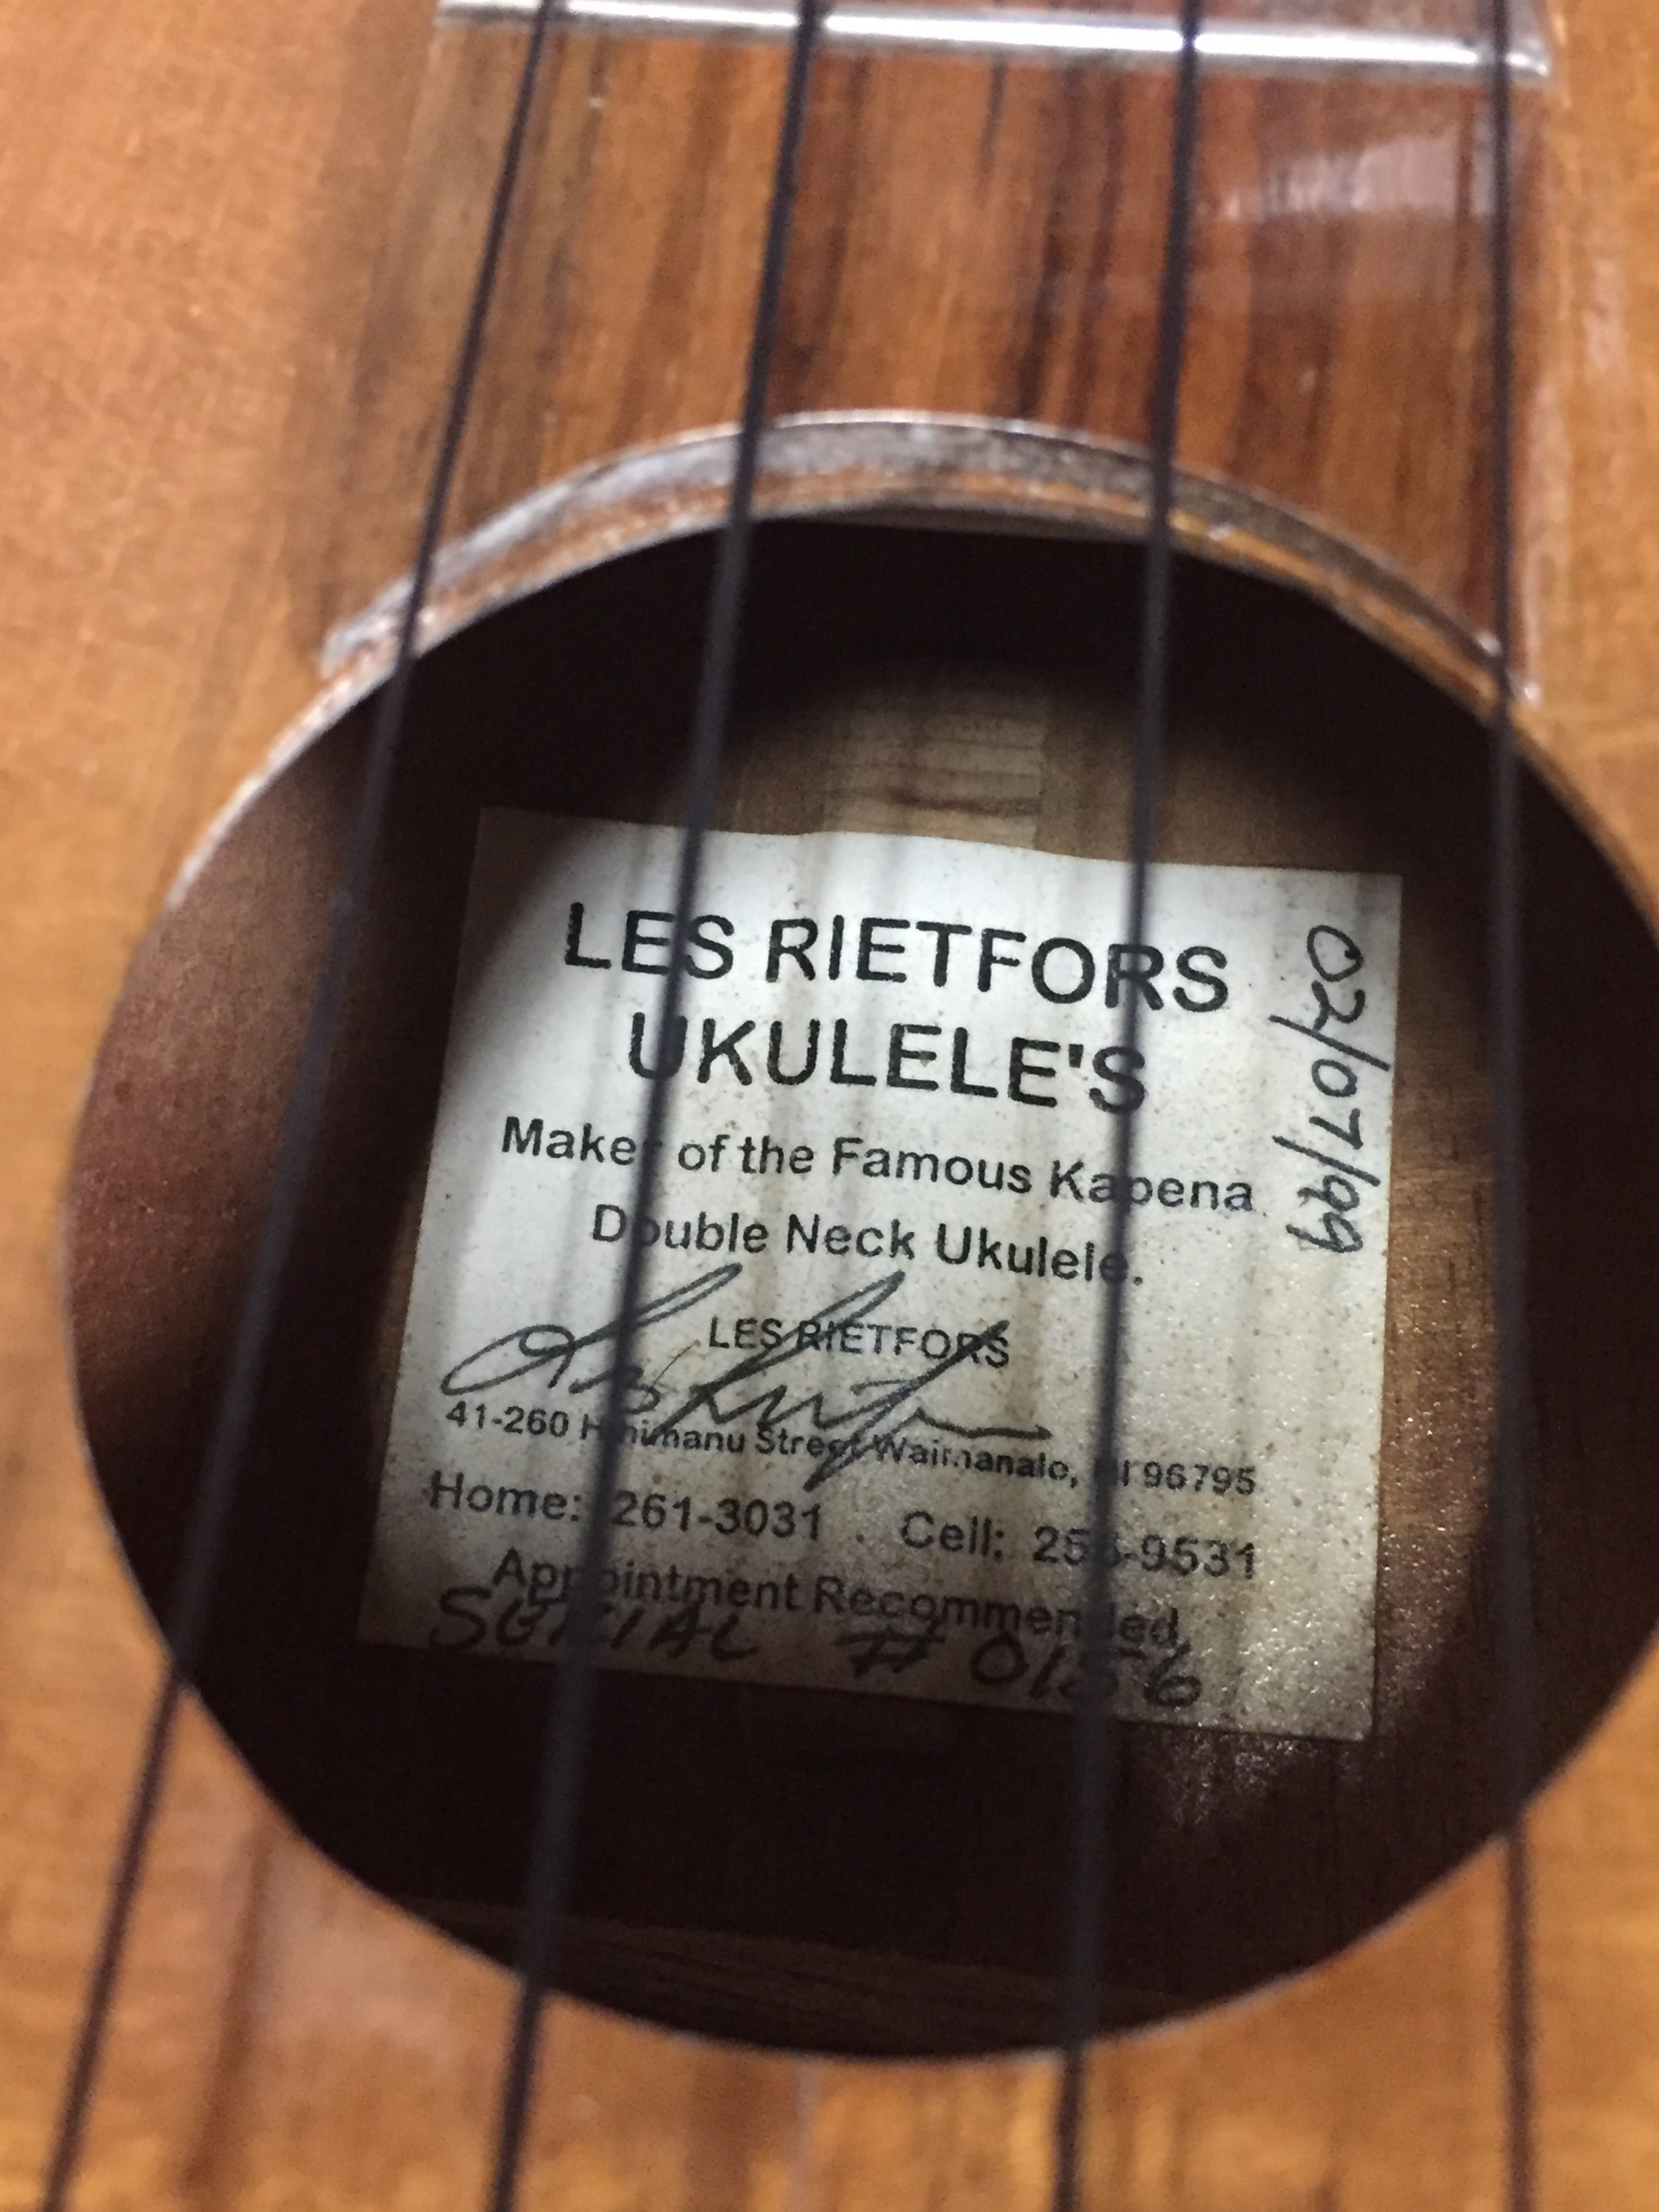 LES RIETFORS
UKULELE'S
Maker of the Famous Kapena
Double Neck Ukulele.
LES RIETFORS
41-260 Street Waimanalo, HI 96795
Home: 261-3031 Cell:
Appointment Recommended
SERIAL # 0156
02/07/99